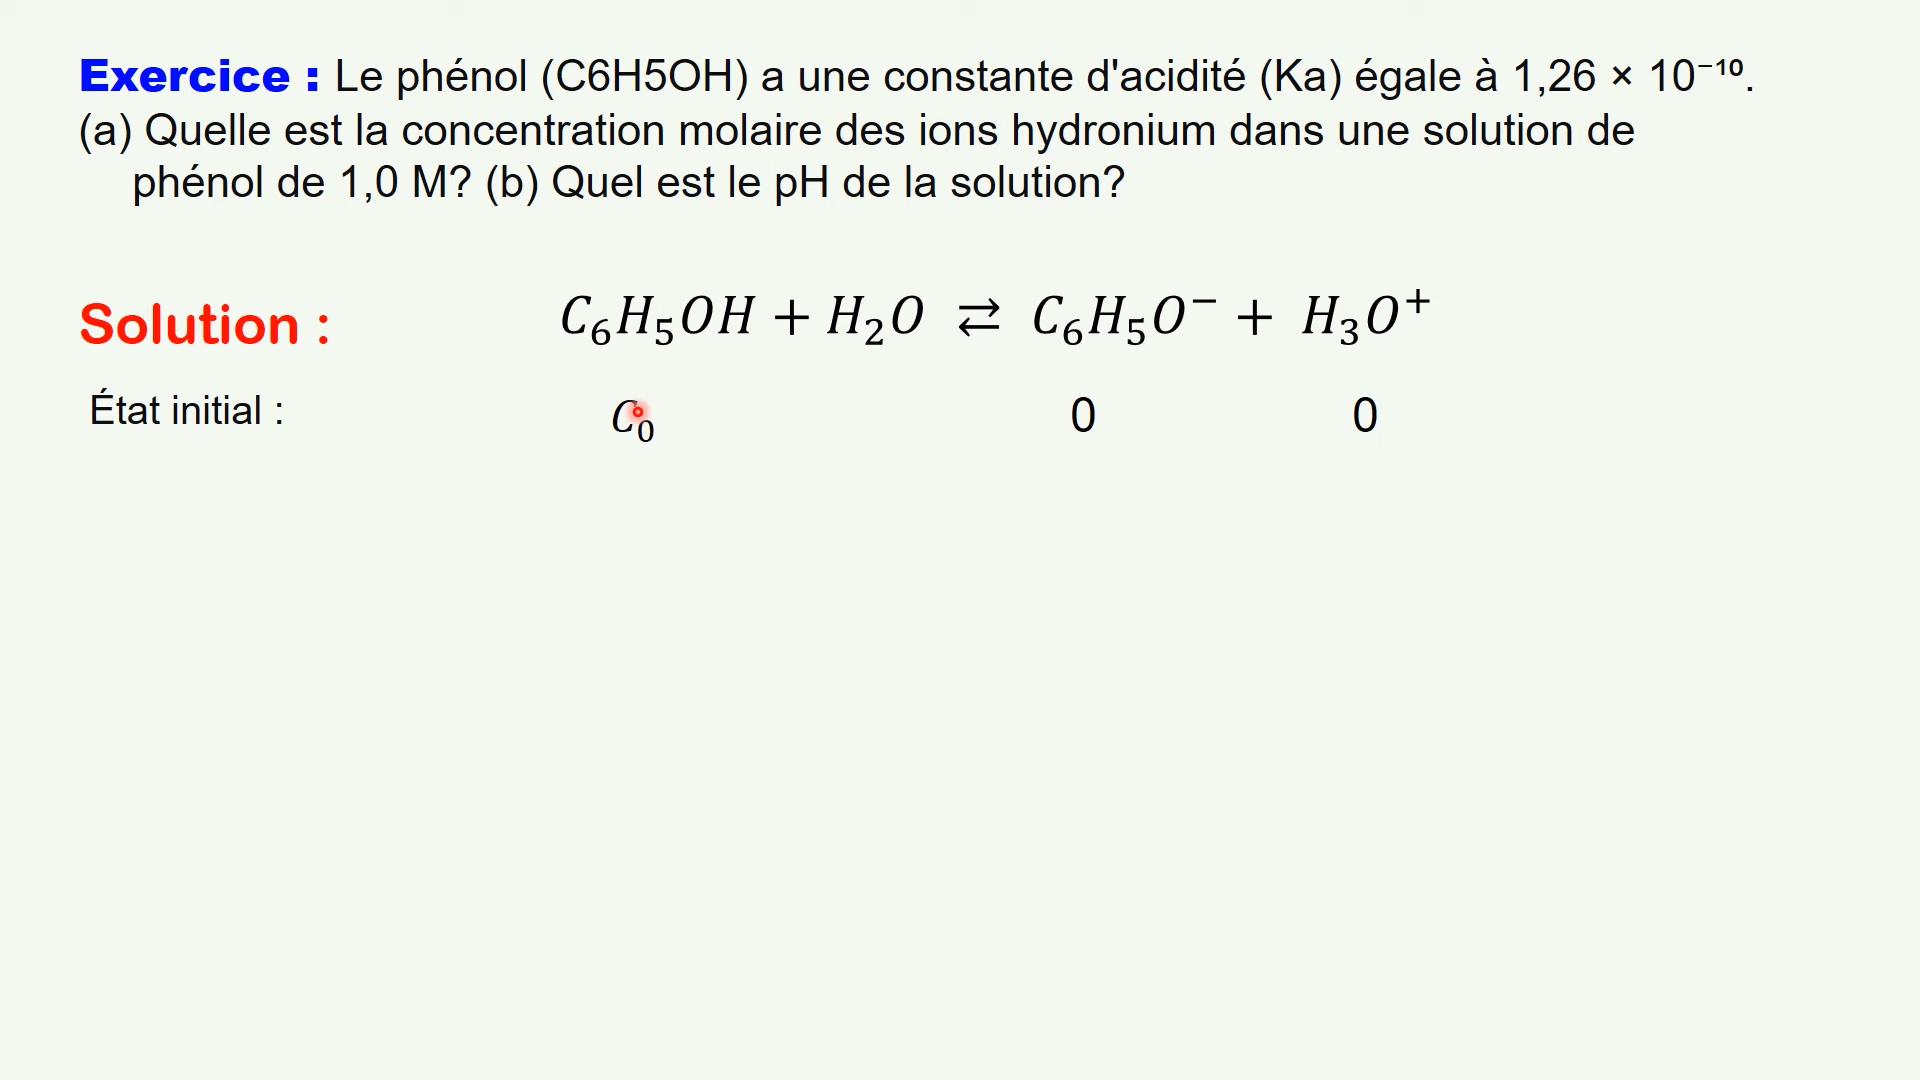 Exercice : Le phénol (C6H5OH) a une constante d'acidité (Ka) égale à 1,26 × 10⁻¹⁰.
(a) Quelle est la concentration molaire des ions hydronium dans une solution de
phénol de 1,0 M? (b) Quel est le pH de la solution?
Solution : C₆H₅OH + H₂O ⇄ C₆H₅O⁻ + H₃O⁺
État initial : C₀ 0 0